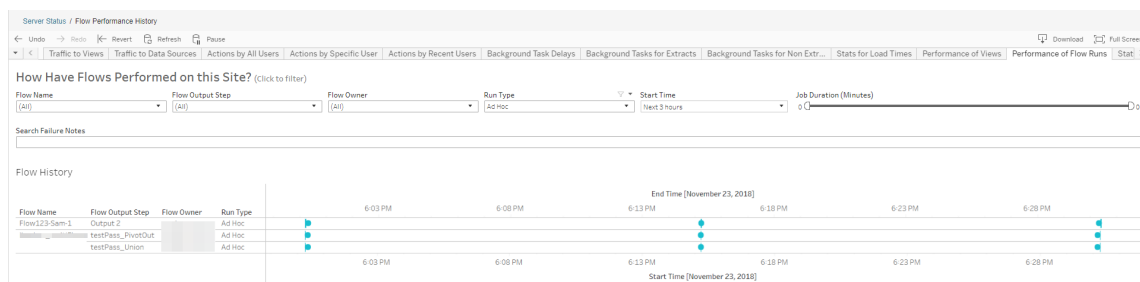 Server Status / Flow Performance History
Undo Redo Revert Refresh Pause Download Full Scree
Traffic to Views Traffic to Data Sources Actions by All Users Actions by Specific User Actions by Recent Users Background Task Delays Background Tasks for Extracts Background Tasks for Non Extr... Stats for Load Times Performance of Views Performance of Flow Runs Stat
How Have Flows Performed on this Site? (Click to filter)
Flow Name Flow Output Step Flow Owner Run Type Start Time Job Duration (Minutes)
(All) (All) (All) Ad Hoc Next 3 hours 0 0
Search Failure Notes
Flow History
End Time [November 23, 2018]
6:03 PM 6:08 PM 6:13 PM 6:18 PM 6:23 PM 6:28 PM
Flow Name Flow Output Step Flow Owner Run Type
Flow123-Sam-1 Output 2 Ad Hoc
testPass_PivotOut Ad Hoc
testPass_Union Ad Hoc
6:03 PM 6:08 PM 6:13 PM 6:18 PM 6:23 PM 6:28 PM
Start Time [November 23, 2018]